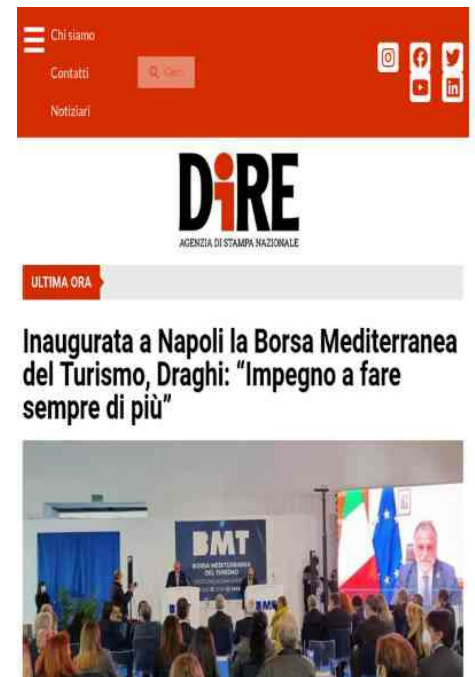 Chi siamo
Contatti
Notiziari
DiRE
AGENZIA DI STAMPA NAZIONALE
ULTIMA ORA
Inaugurata a Napoli la Borsa Mediterranea
del Turismo, Draghi: “Impegno a fare
sempre di più”
BMT
BORSA MEDITERRANEA
DEL TURISMO
BMT